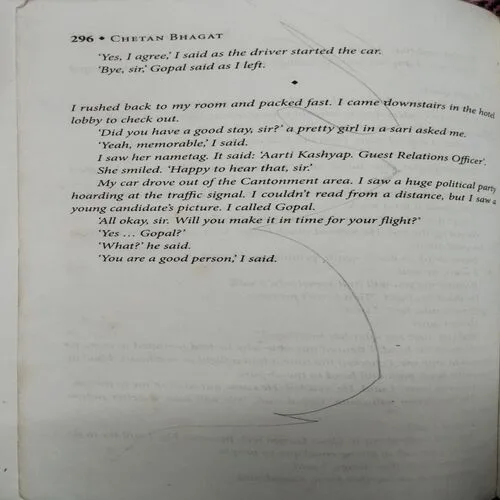 296 • CHETAN BHAGAT
'Yes, I agree,' I said as the driver started the car.
'Bye, sir,' Gopal said as I left.
I rushed back to my room and packed fast. I came downstairs in the hotel
lobby to check out.
'Did you have a good stay, sir?' a pretty girl in a sari asked me.
'Yeah, memorable,' I said.
I saw her nametag. It said: 'Aarti Kashyap. Guest Relations Officer'.
She smiled. 'Happy to hear that, sir.'
My car drove out of the Cantonment area. I saw a huge political party
hoarding at the traffic signal. I couldn't read from a distance, but I saw a
young candidate's picture. I called Gopal.
'All okay, sir. Will you make it in time for your flight?'
'Yes ... Gopal?'
'What?' he said.
'You are a good person,' I said.